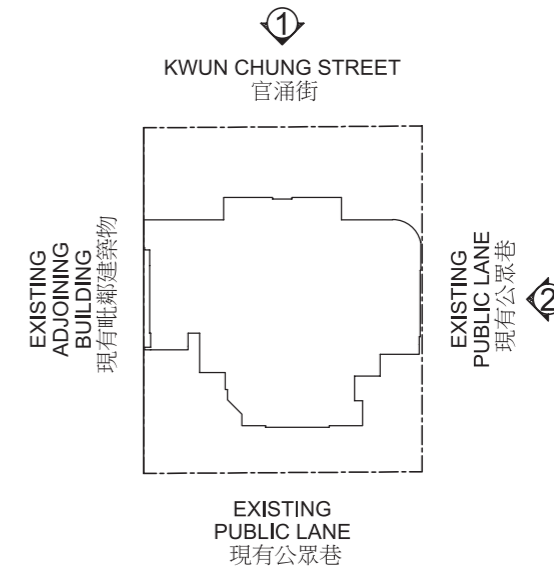 1
KWUN CHUNG STREET
官涌街
EXISTING
ADJOINING
BUILDING
現有毗鄰建築物
EXISTING
PUBLIC LANE
現有公眾巷
2
EXISTING
PUBLIC LANE
現有公眾巷